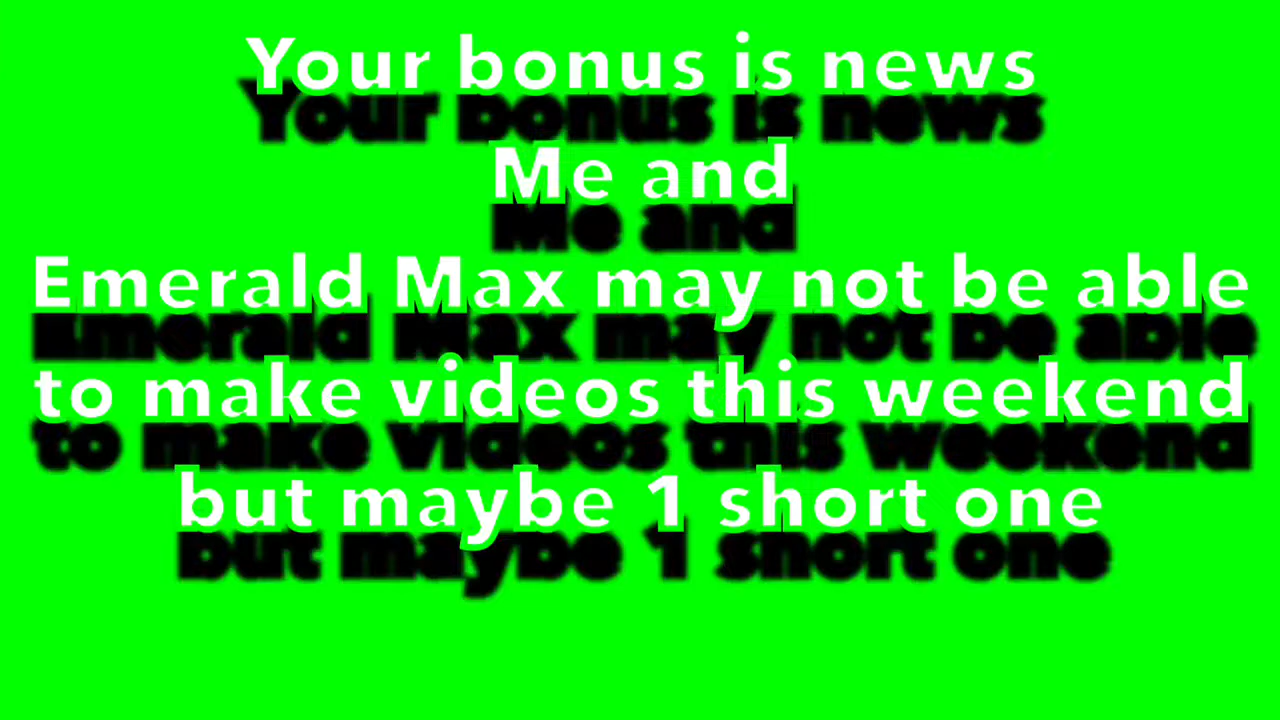 Your bonus is news
Me and
Emerald Max may not be able
to make videos this weekend
but maybe 1 short one